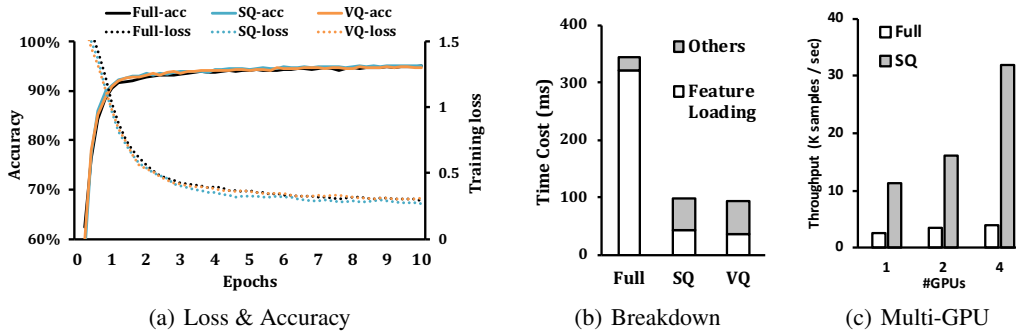 Full-acc SQ-acc VQ-acc
Full-loss SQ-loss VQ-loss
100%
90%
80%
70%
60%
Accuracy
1.5
1
0.5
0
Training loss
0 1 2 3 4 5 6 7 8 9 10
Epochs
(a) Loss & Accuracy
400
300
200
100
0
Time Cost (ms)
Others
Feature
Loading
Full SQ VQ
(b) Breakdown
Full
SQ
40
30
20
10
0
Throughput (K samples / sec)
1 2 4
#GPUs
(c) Multi-GPU